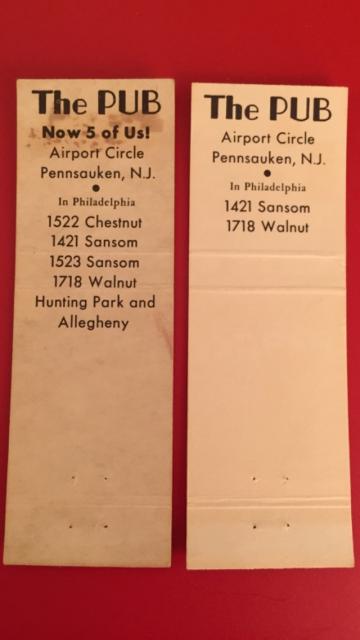 The PUB
Now 5 of Us!
Airport Circle
Pennsauken, N.J.
•
In Philadelphia
1522 Chestnut
1421 Sansom
1523 Sansom
1718 Walnut
Hunting Park and
Allegheny
The PUB
Airport Circle
Pennsauken, N.J.
•
In Philadelphia
1421 Sansom
1718 Walnut